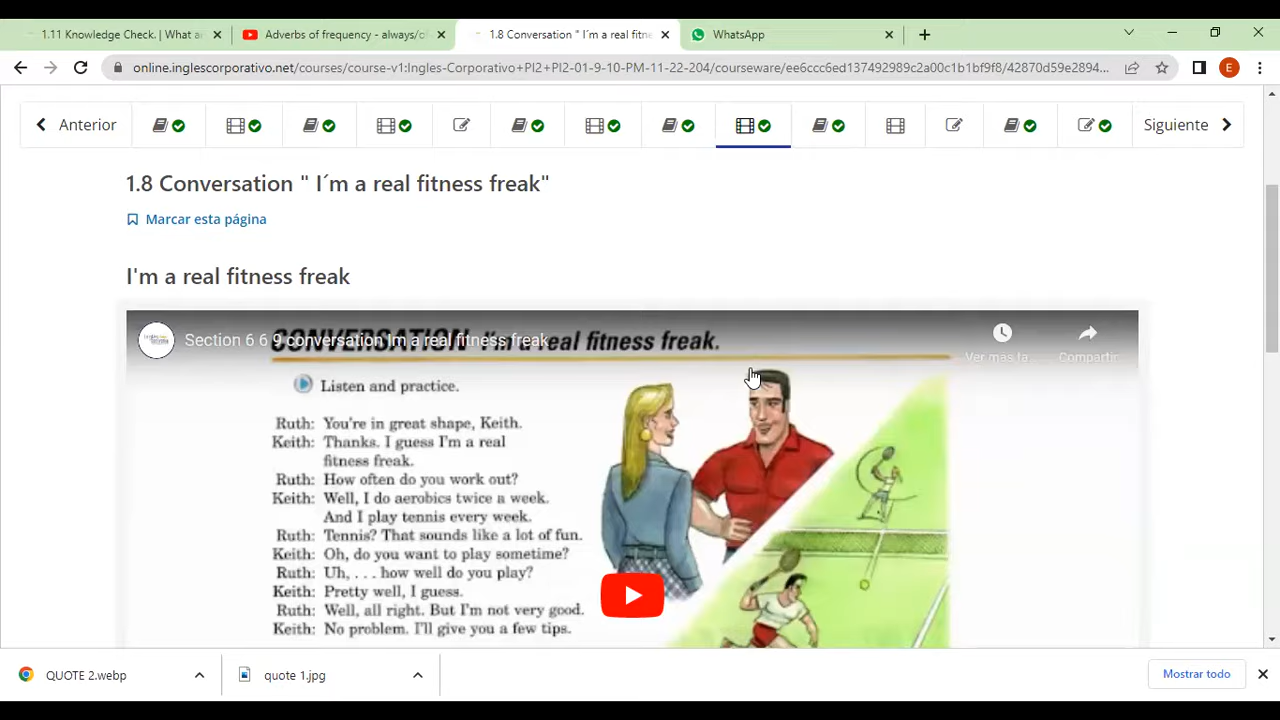 1.11 Knowledge Check. | What ar
Adverbs of frequency - always/of
1.8 Conversation " I´m a real fitne
WhatsApp
online.inglescorporativo.net/courses/course-v1:Ingles-Corporativo+PI2+PI2-01-9-10-PM-11-22-204/courseware/ee6ccc6ed137492989c2a00c1b1bf9f8/42870d59e2894...
E
Anterior
Siguiente
1.8 Conversation " I´m a real fitness freak"
Marcar esta página
I'm a real fitness freak
CONVERSATION I'm a real fitness freak.
Section 6 6 9 conversation Im a real fitness freak
Ver más ta...
Compartir
Listen and practice.
Ruth: You're in great shape, Keith.
Keith: Thanks. I guess I'm a real
fitness freak.
Ruth: How often do you work out?
Keith: Well, I do aerobics twice a week.
And I play tennis every week.
Ruth: Tennis? That sounds like a lot of fun.
Keith: Oh, do you want to play sometime?
Ruth: Uh, . . . how well do you play?
Keith: Pretty well, I guess.
Ruth: Well, all right. But I'm not very good.
Keith: No problem. I'll give you a few tips.
QUOTE 2.webp
quote 1.jpg
Mostrar todo